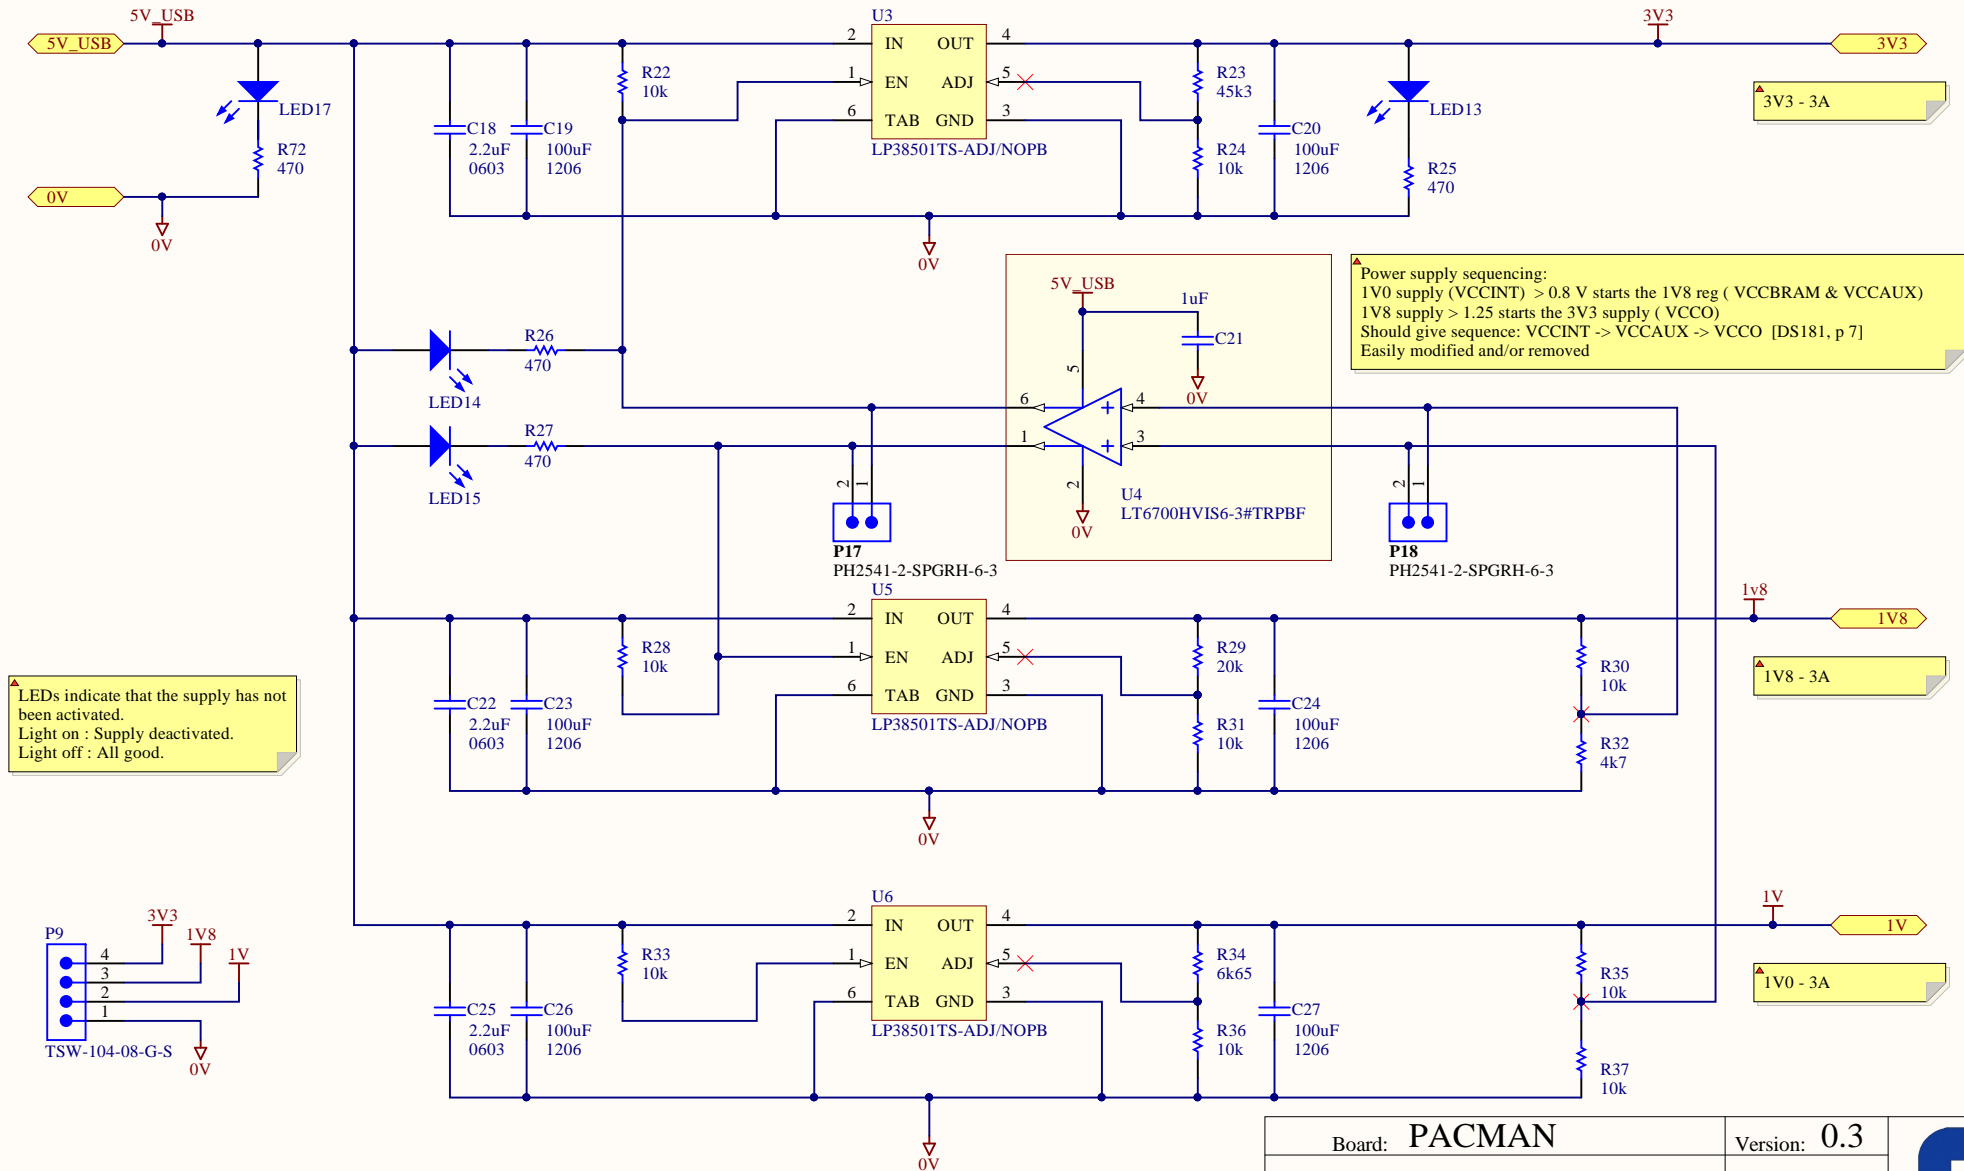 5V_USB
5V_USB
0V
0V
LED17
R72
470
C18
2.2uF
0603
C19
100uF
1206
R22
10k
U3
2 IN OUT 4
1 EN ADJ 5
6 TAB GND 3
LP38501TS-ADJ/NOPB
R23
45k3
R24
10k
C20
100uF
1206
LED13
R25
470
3V3
3V3
3V3 - 3A
0V
Power supply sequencing:
1V0 supply (VCCINT) > 0.8 V starts the 1V8 reg ( VCCBRAM & VCCAUX)
1V8 supply > 1.25 starts the 3V3 supply ( VCCO)
Should give sequence: VCCINT -> VCCAUX -> VCCO [DS181, p 7]
Easily modified and/or removed
LED14
R26
470
LED15
R27
470
5V_USB
1uF
C21
0V
5
6
4
1
3
2
+
+
0V
U4
LT6700HVIS6-3#TRPBF
2
1
P17
PH2541-2-SPGRH-6-3
2
1
P18
PH2541-2-SPGRH-6-3
U5
2 IN OUT 4
1 EN ADJ 5
6 TAB GND 3
LP38501TS-ADJ/NOPB
C22
2.2uF
0603
C23
100uF
1206
R28
10k
R29
20k
R31
10k
C24
100uF
1206
R30
10k
R32
4k7
1v8
1V8
1V8 - 3A
0V
LEDs indicate that the supply has not
been activated.
Light on : Supply deactivated.
Light off : All good.
U6
2 IN OUT 4
1 EN ADJ 5
6 TAB GND 3
LP38501TS-ADJ/NOPB
C25
2.2uF
0603
C26
100uF
1206
R33
10k
R34
6k65
R36
10k
C27
100uF
1206
R35
10k
R37
10k
1V
1V
1V0 - 3A
0V
P9
4
3
2
1
3V3
1V8
1V
0V
TSW-104-08-G-S
Board: PACMAN
Version: 0.3